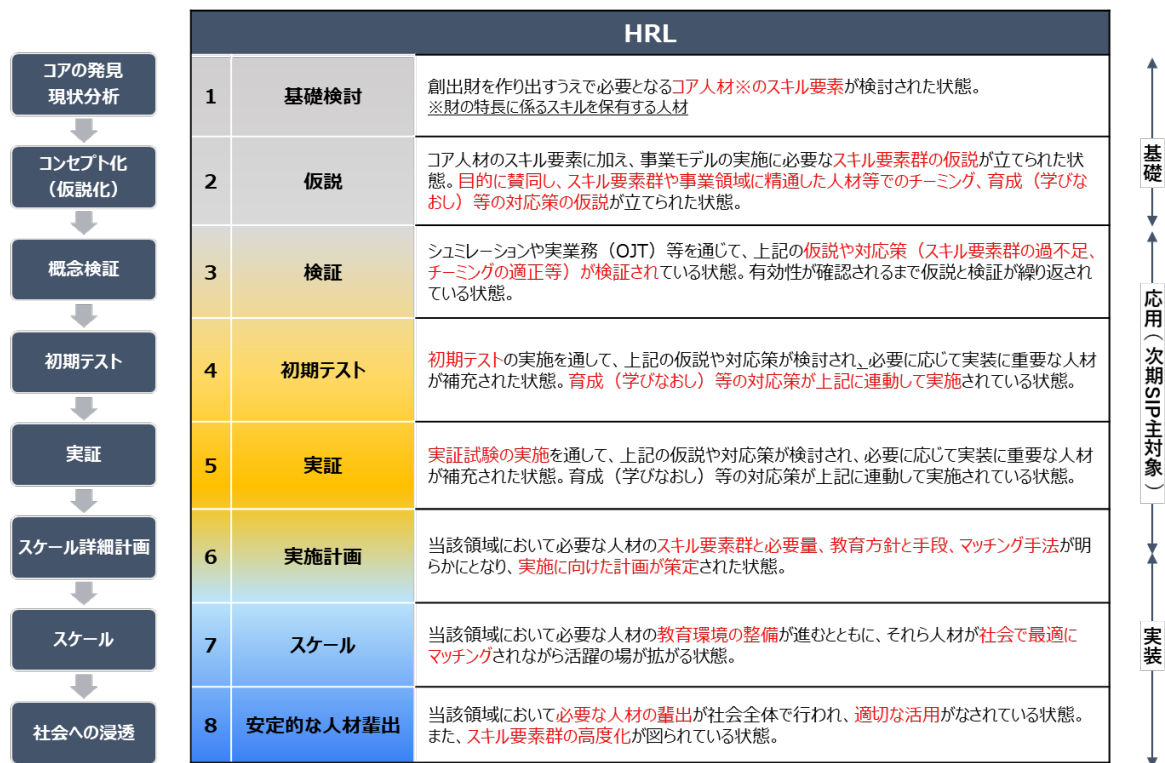 HRL
コアの発見
現状分析
1
基礎検討
創出財を作り出すうえで必要となるコア人材※のスキル要素が検討された状態。
※財の特長に係るスキルを保有する人材
コンセプト化
（仮説化）
2
仮説
コア人材のスキル要素に加え、事業モデルの実施に必要なスキル要素群の仮説が立てられた状
態。目的に賛同し、スキル要素群や事業領域に精通した人材等でのチーミング、育成（学びな
おし）等の対応策の仮説が立てられた状態。
概念検証
3
検証
シュミレーションや実業務（OJT）等を通じて、上記の仮説や対応策（スキル要素群の過不足、
チーミングの適正等）が検証されている状態。有効性が確認されるまで仮説と検証が繰り返され
ている状態。
初期テスト
4
初期テスト
初期テストの実施を通して、上記の仮説や対応策が検討され、必要に応じて実装に重要な人材
が補充された状態。育成（学びなおし）等の対応策が上記に連動して実施されている状態。
実証
5
実証
実証試験の実施を通して、上記の仮説や対応策が検討され、必要に応じて実装に重要な人材
が補充された状態。育成（学びなおし）等の対応策が上記に連動して実施されている状態。
スケール詳細計画
6
実施計画
当該領域において必要な人材のスキル要素群と必要量、教育方針と手段、マッチング手法が明
らかにとなり、実施に向けた計画が策定された状態。
スケール
7
スケール
当該領域において必要な人材の教育環境の整備が進むとともに、それら人材が社会で最適に
マッチングされながら活躍の場が拡がる状態。
社会への浸透
8
安定的な人材輩出
当該領域において必要な人材の輩出が社会全体で行われ、適切な活用がなされている状態。
また、スキル要素群の高度化が図られている状態。
基礎
応用（次期SIP主対象）
実装